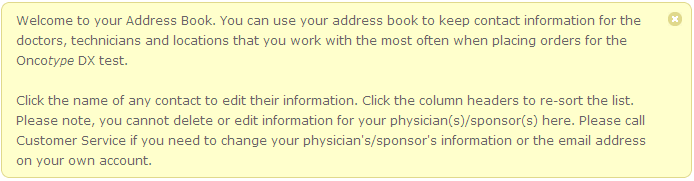 Welcome to your Address Book. You can use your address book to keep contact information for the
doctors, technicians and locations that you work with the most often when placing orders for the
Oncotype DX test.
Click the name of any contact to edit their information. Click the column headers to re-sort the list.
Please note, you cannot delete or edit information for your physician(s)/sponsor(s) here. Please call
Customer Service if you need to change your physician's/sponsor's information or the email address
on your own account.